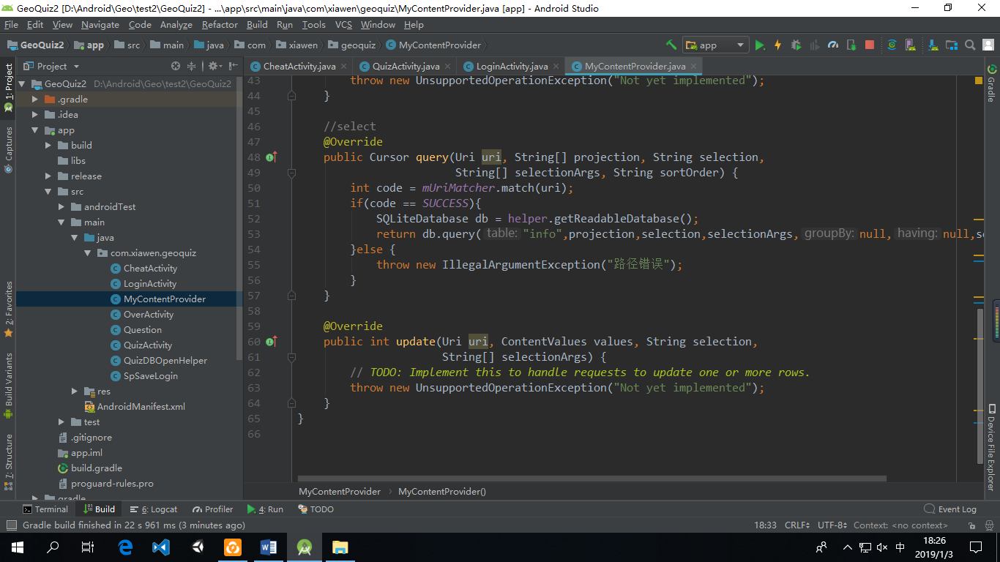 GeoQuiz2 [D:\Android\Geo\test2\GeoQuiz2] - ...\app\src\main\java\com\xiawen\geoquiz\MyContentProvider.java [app] - Android Studio
File Edit View Navigate Code Analyze Refactor Build Run Tools VCS Window Help
GeoQuiz2 app src main java com xiawen geoquiz MyContentProvider app
Project CheatActivity.java QuizActivity.java LoginActivity.java MyContentProvider.java
1: Project
Captures
2: Favorites
Build Variants
7: Structure
GeoQuiz2 D:\Android\Geo\test2\GeoQuiz2
.gradle
.idea
app
build
libs
release
src
androidTest
main
java
com.xiawen.geoquiz
CheatActivity
LoginActivity
MyContentProvider
OverActivity
Question
QuizActivity
QuizDBOpenHelper
SpSaveLogin
res
AndroidManifest.xml
test
.gitignore
app.iml
build.gradle
proguard-rules.pro
gradle
43 throw new UnsupportedOperationException("Not yet implemented");
44 }
45
46 //select
47 @Override
48 public Cursor query(Uri uri, String[] projection, String selection,
49 String[] selectionArgs, String sortOrder) {
50 int code = mUriMatcher.match(uri);
51 if(code == SUCCESS){
52 SQLiteDatabase db = helper.getReadableDatabase();
53 return db.query( table: "info",projection,selection,selectionArgs, groupBy: null, having: null,so
54 }else {
55 throw new IllegalArgumentException("路径错误");
56 }
57 }
58
59 @Override
60 public int update(Uri uri, ContentValues values, String selection,
61 String[] selectionArgs) {
62 // TODO: Implement this to handle requests to update one or more rows.
63 throw new UnsupportedOperationException("Not yet implemented");
64 }
65 }
66
Gradle
Device File Explorer
MyContentProvider MyContentProvider()
Terminal Build 6: Logcat Profiler 4: Run TODO Event Log
Gradle build finished in 22 s 961 ms (3 minutes ago) 18:33 CRLF UTF-8 Context: <no context>
中 18:26
2019/1/3